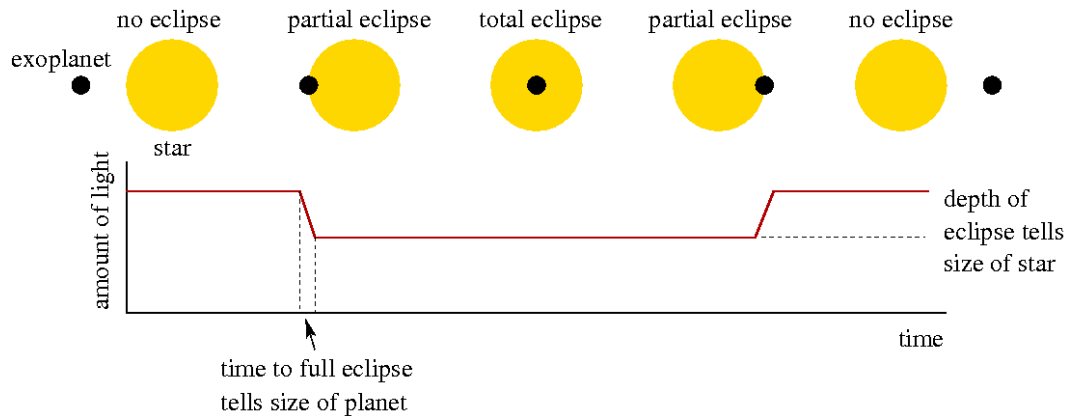 no eclipse
partial eclipse
total eclipse
partial eclipse
no eclipse
exoplanet
star
amount of light
depth of
eclipse tells
size of star
time
time to full eclipse
tells size of planet